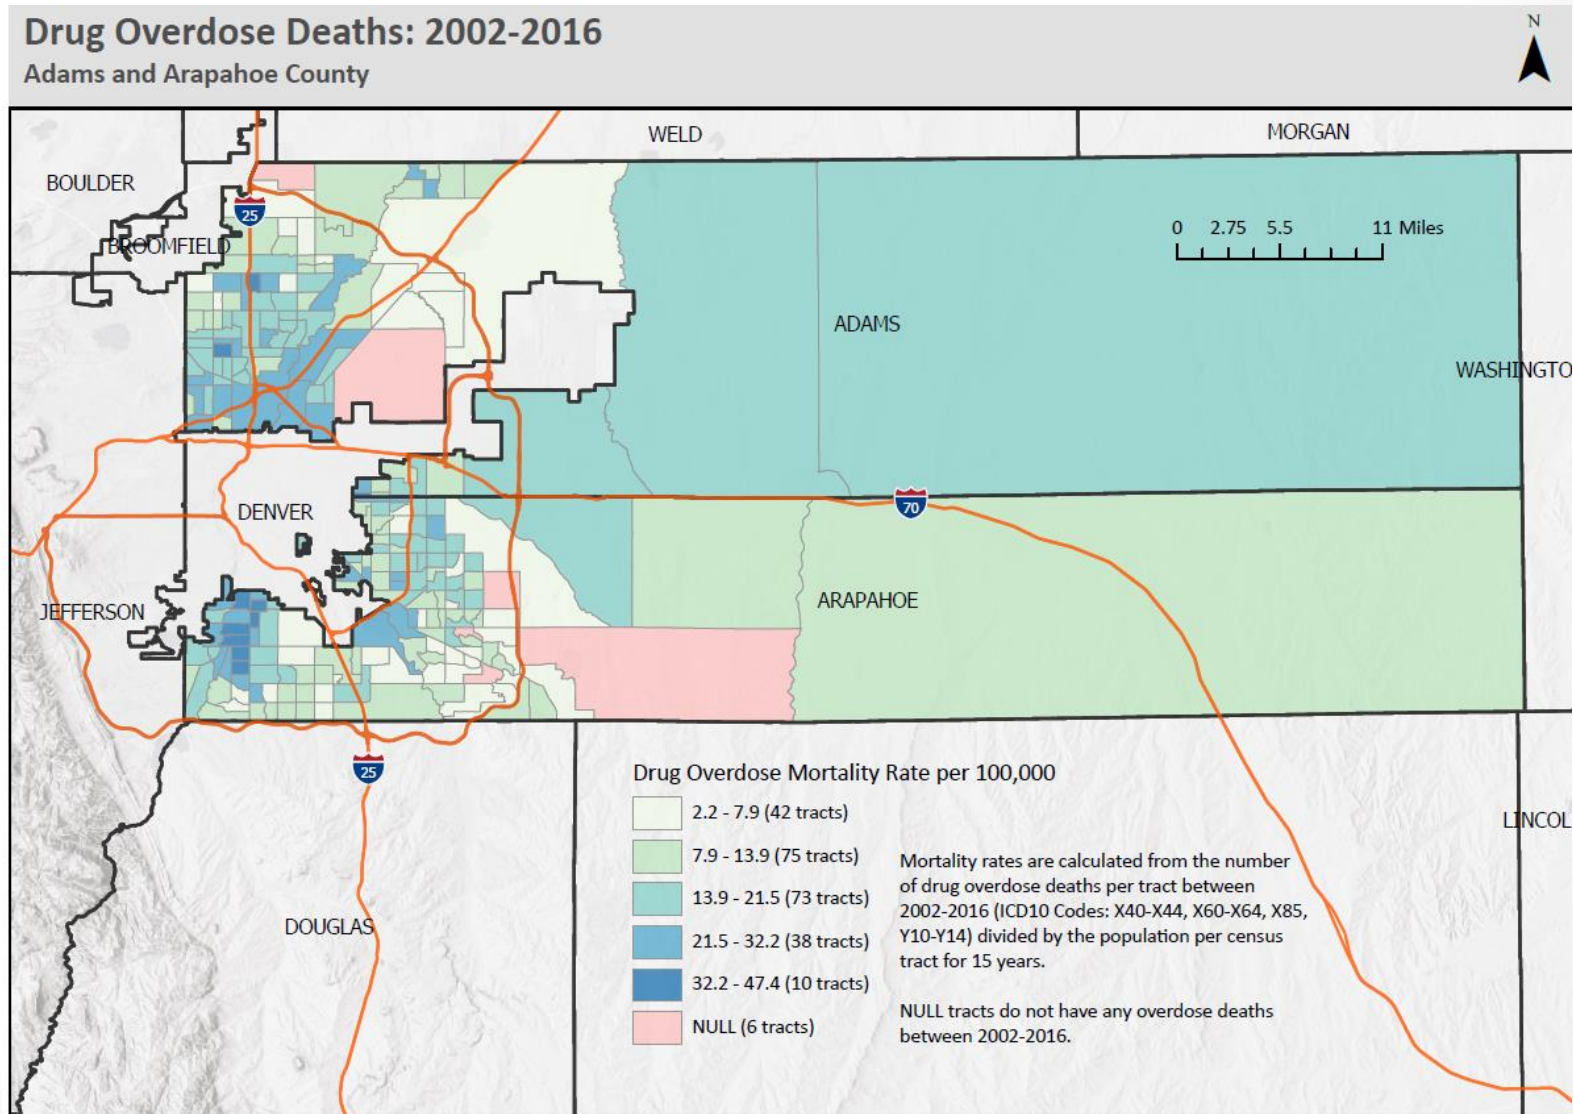 Drug Overdose Deaths: 2002-2016
Adams and Arapahoe County
N
WELD
MORGAN
BOULDER
25
BROOMFIELD
0 2.75 5.5 11 Miles
ADAMS
WASHINGTO
70
DENVER
ARAPAHOE
JEFFERSON
25
Drug Overdose Mortality Rate per 100,000
2.2 - 7.9 (42 tracts)
7.9 - 13.9 (75 tracts)
13.9 - 21.5 (73 tracts)
21.5 - 32.2 (38 tracts)
32.2 - 47.4 (10 tracts)
NULL (6 tracts)
Mortality rates are calculated from the number
of drug overdose deaths per tract between
2002-2016 (ICD10 Codes: X40-X44, X60-X64, X85,
Y10-Y14) divided by the population per census
tract for 15 years.
NULL tracts do not have any overdose deaths
between 2002-2016.
LINCOL
DOUGLAS